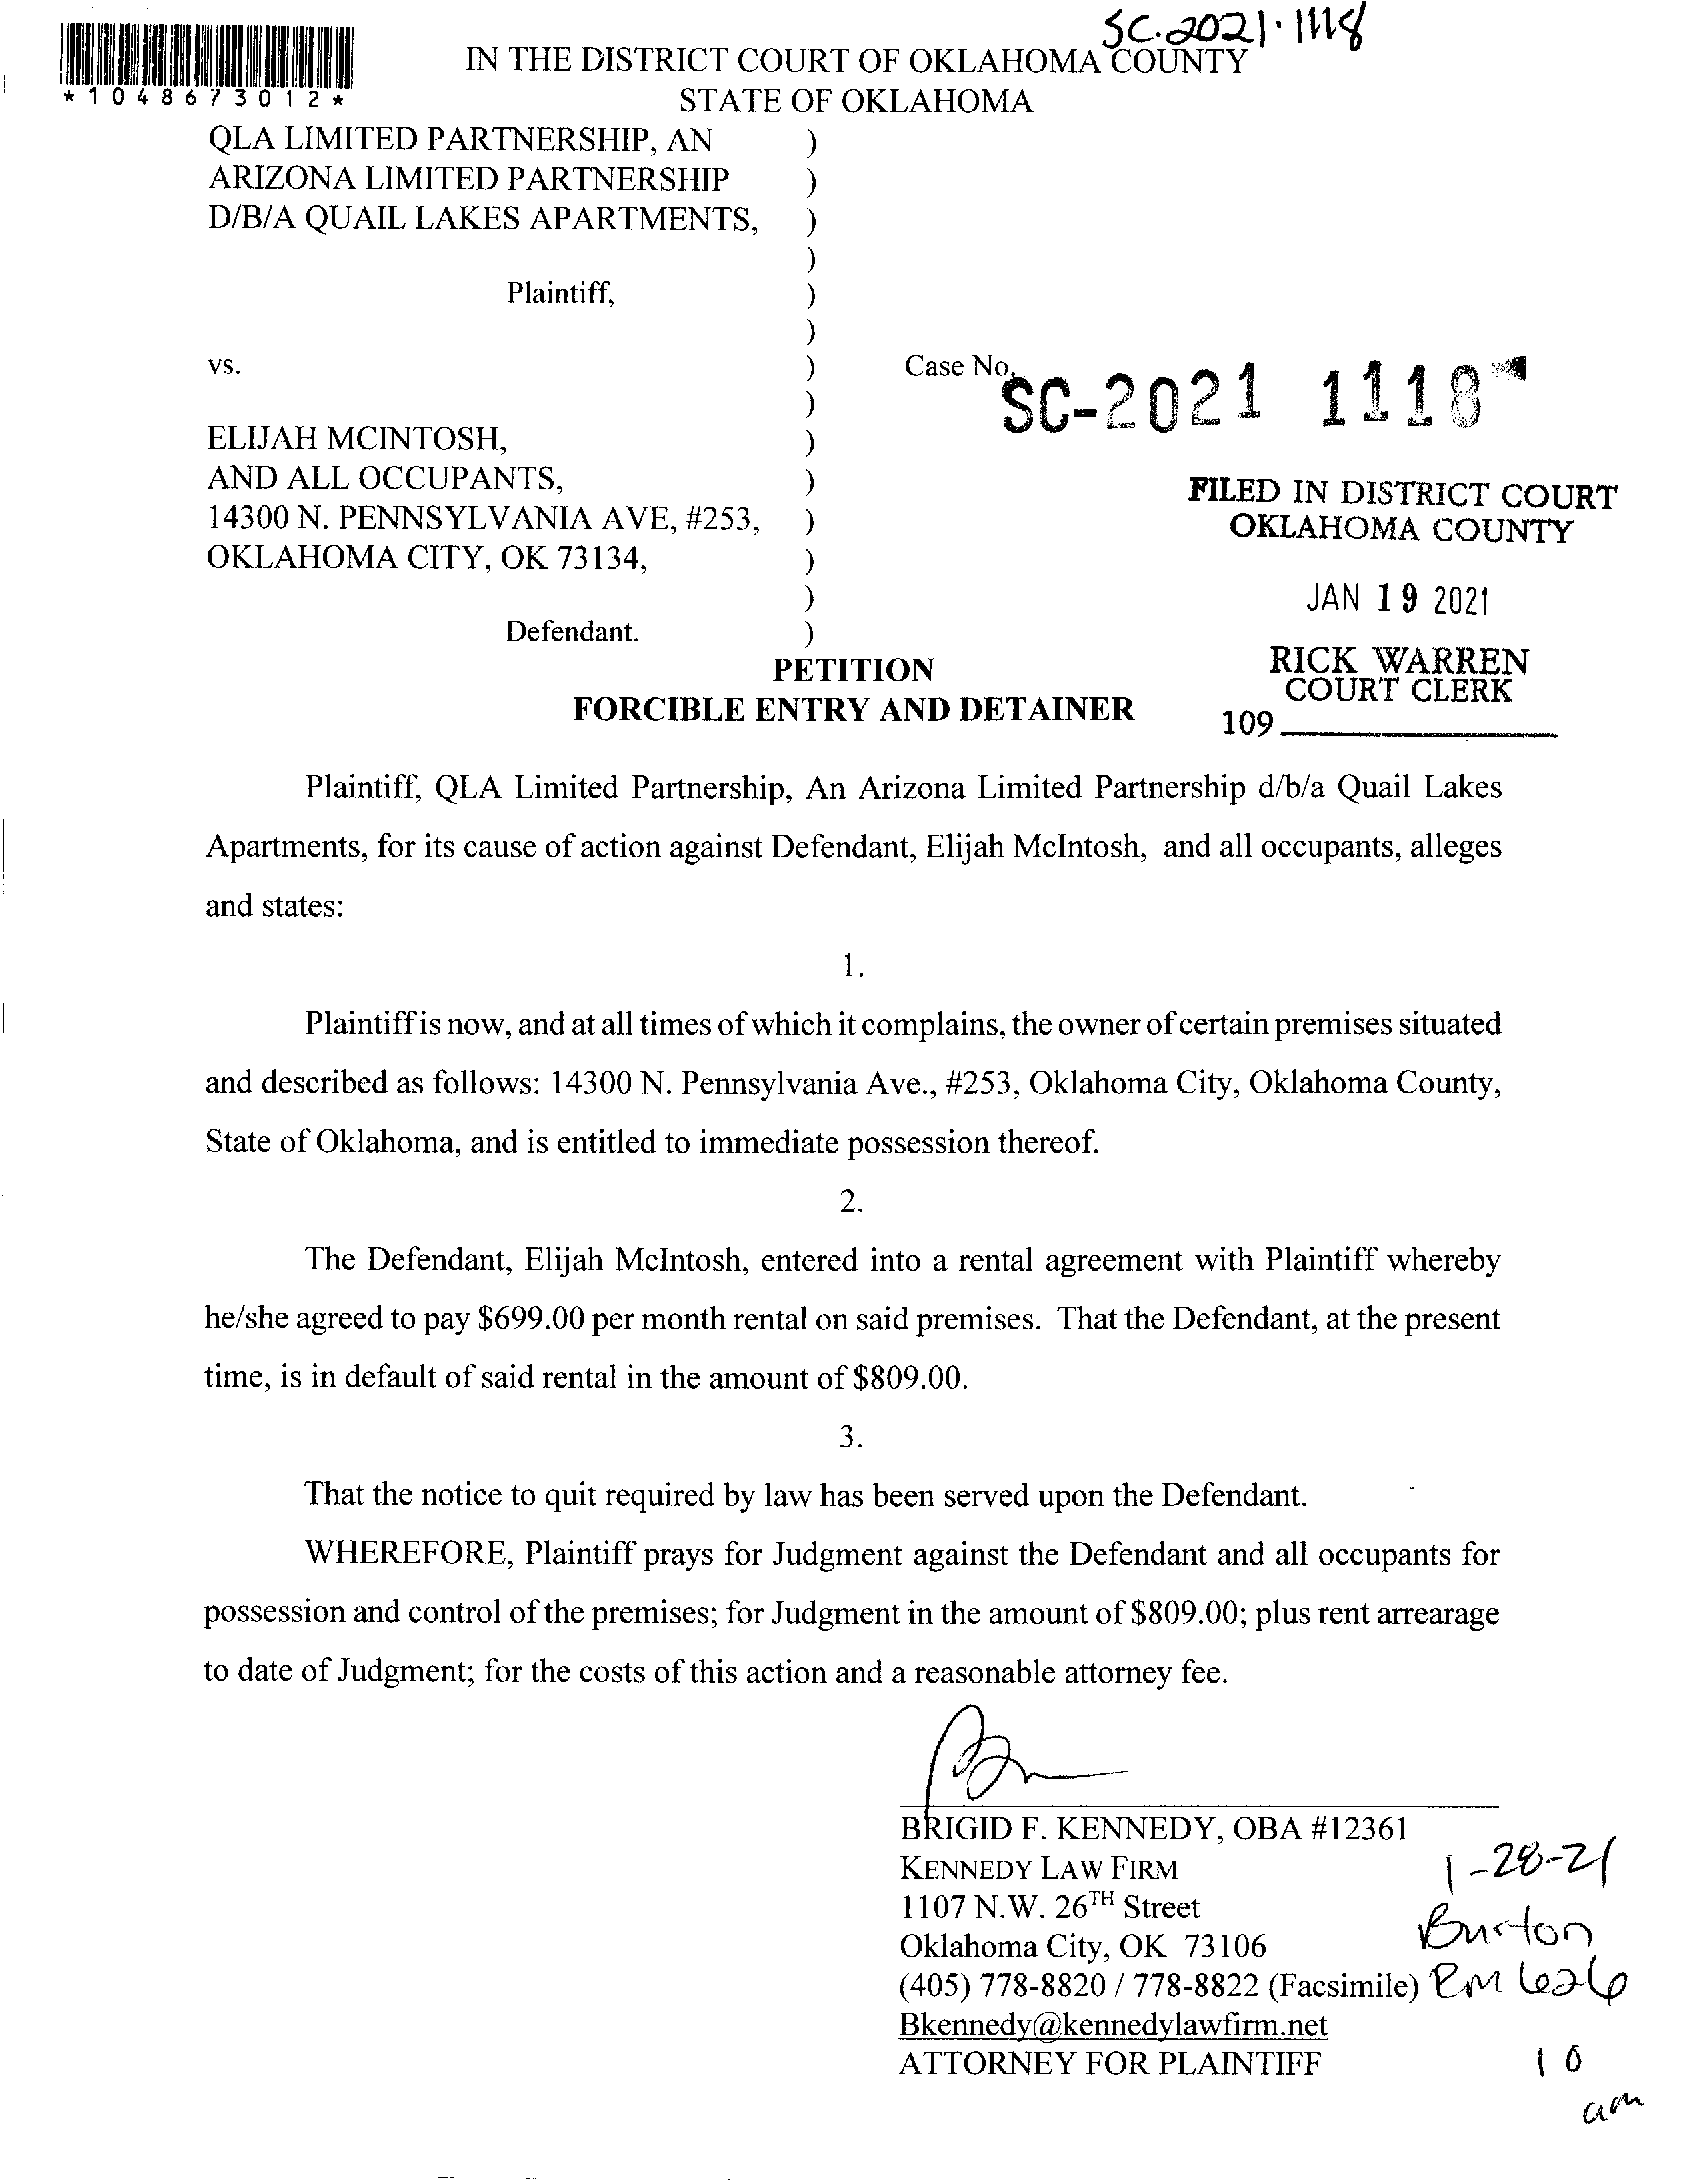 SC-2021-1118
IN THE DISTRICT COURT OF OKLAHOMA COUNTY
STATE OF OKLAHOMA
*1048673012*
QLA LIMITED PARTNERSHIP, AN )
ARIZONA LIMITED PARTNERSHIP )
D/B/A QUAIL LAKES APARTMENTS, )
)
Plaintiff, )
)
vs. ) Case No. SC-2021 1118
)
ELIJAH MCINTOSH, )
AND ALL OCCUPANTS, )
14300 N. PENNSYLVANIA AVE, #253, )
OKLAHOMA CITY, OK 73134, )
)
Defendant. )
FILED IN DISTRICT COURT
OKLAHOMA COUNTY
JAN 19 2021
RICK WARREN
COURT CLERK
109
PETITION
FORCIBLE ENTRY AND DETAINER
Plaintiff, QLA Limited Partnership, An Arizona Limited Partnership d/b/a Quail Lakes
Apartments, for its cause of action against Defendant, Elijah McIntosh, and all occupants, alleges
and states:
1.
Plaintiff is now, and at all times of which it complains, the owner of certain premises situated
and described as follows: 14300 N. Pennsylvania Ave., #253, Oklahoma City, Oklahoma County,
State of Oklahoma, and is entitled to immediate possession thereof.
2.
The Defendant, Elijah McIntosh, entered into a rental agreement with Plaintiff whereby
he/she agreed to pay $699.00 per month rental on said premises. That the Defendant, at the present
time, is in default of said rental in the amount of $809.00.
3.
That the notice to quit required by law has been served upon the Defendant.
WHEREFORE, Plaintiff prays for Judgment against the Defendant and all occupants for
possession and control of the premises; for Judgment in the amount of $809.00; plus rent arrearage
to date of Judgment; for the costs of this action and a reasonable attorney fee.
BRIGID F. KENNEDY, OBA #12361
KENNEDY LAW FIRM
1107 N.W. 26TH Street
Oklahoma City, OK 73106
(405) 778-8820 / 778-8822 (Facsimile)
Bkennedy@kennedylawfirm.net
ATTORNEY FOR PLAINTIFF
1-28-21
Burton
RM 626
10
am